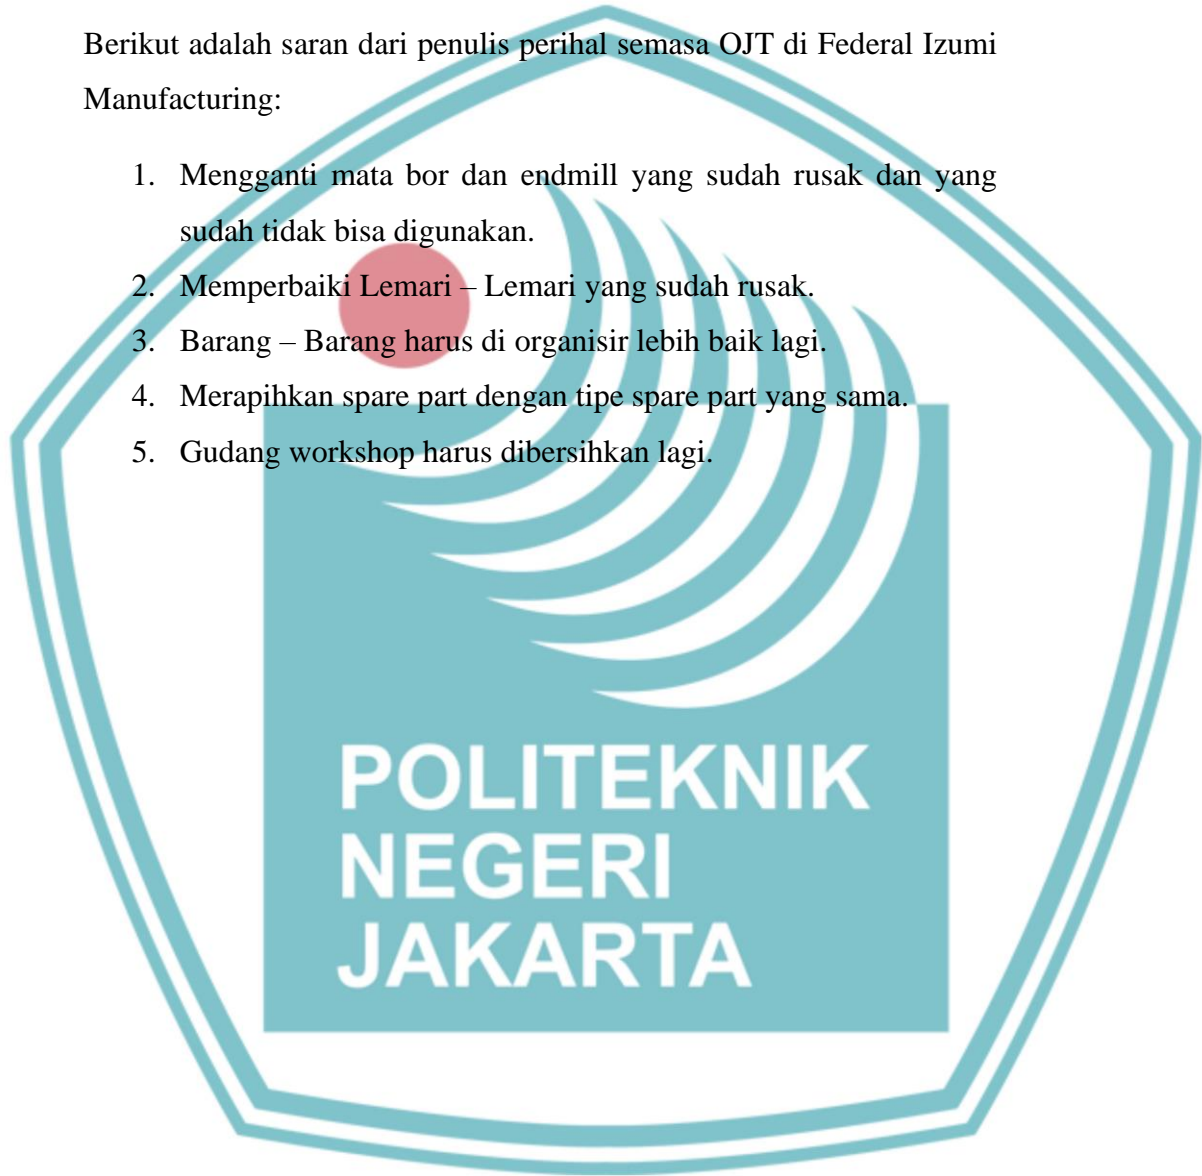 Berikut adalah saran dari penulis perihal semasa OJT di Federal Izumi
Manufacturing:
1. Mengganti mata bor dan endmill yang sudah rusak dan yang
sudah tidak bisa digunakan.
2. Memperbaiki Lemari – Lemari yang sudah rusak.
3. Barang – Barang harus di organisir lebih baik lagi.
4. Merapihkan spare part dengan tipe spare part yang sama.
5. Gudang workshop harus dibersihkan lagi.
POLITEKNIK
NEGERI
JAKARTA